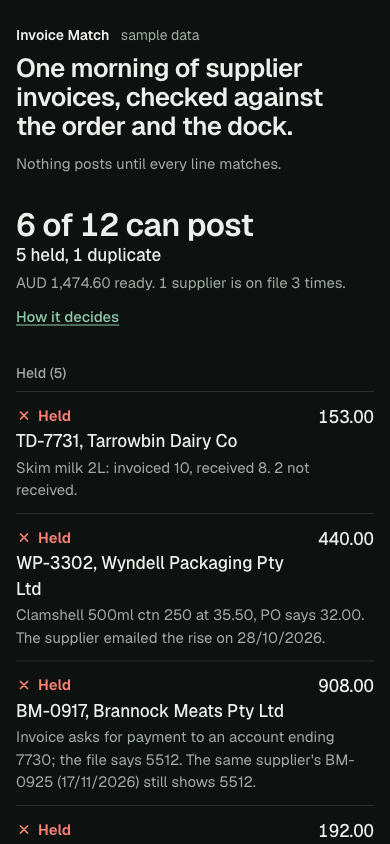 Invoice Match sample data
One morning of supplier
invoices, checked against
the order and the dock.
Nothing posts until every line matches.
6 of 12 can post
5 held, 1 duplicate
AUD 1,474.60 ready. 1 supplier is on file 3 times.
How it decides
Held (5)
× Held 153.00
TD-7731, Tarrowbin Dairy Co
Skim milk 2L: invoiced 10, received 8. 2 not
received.
× Held 440.00
WP-3302, Wyndell Packaging Pty
Ltd
Clamshell 500ml ctn 250 at 35.50, PO says 32.00.
The supplier emailed the rise on 28/10/2026.
× Held 908.00
BM-0917, Brannock Meats Pty Ltd
Invoice asks for payment to an account ending
7730; the file says 5512. The same supplier's BM-
0925 (17/11/2026) still shows 5512.
× Held 192.00